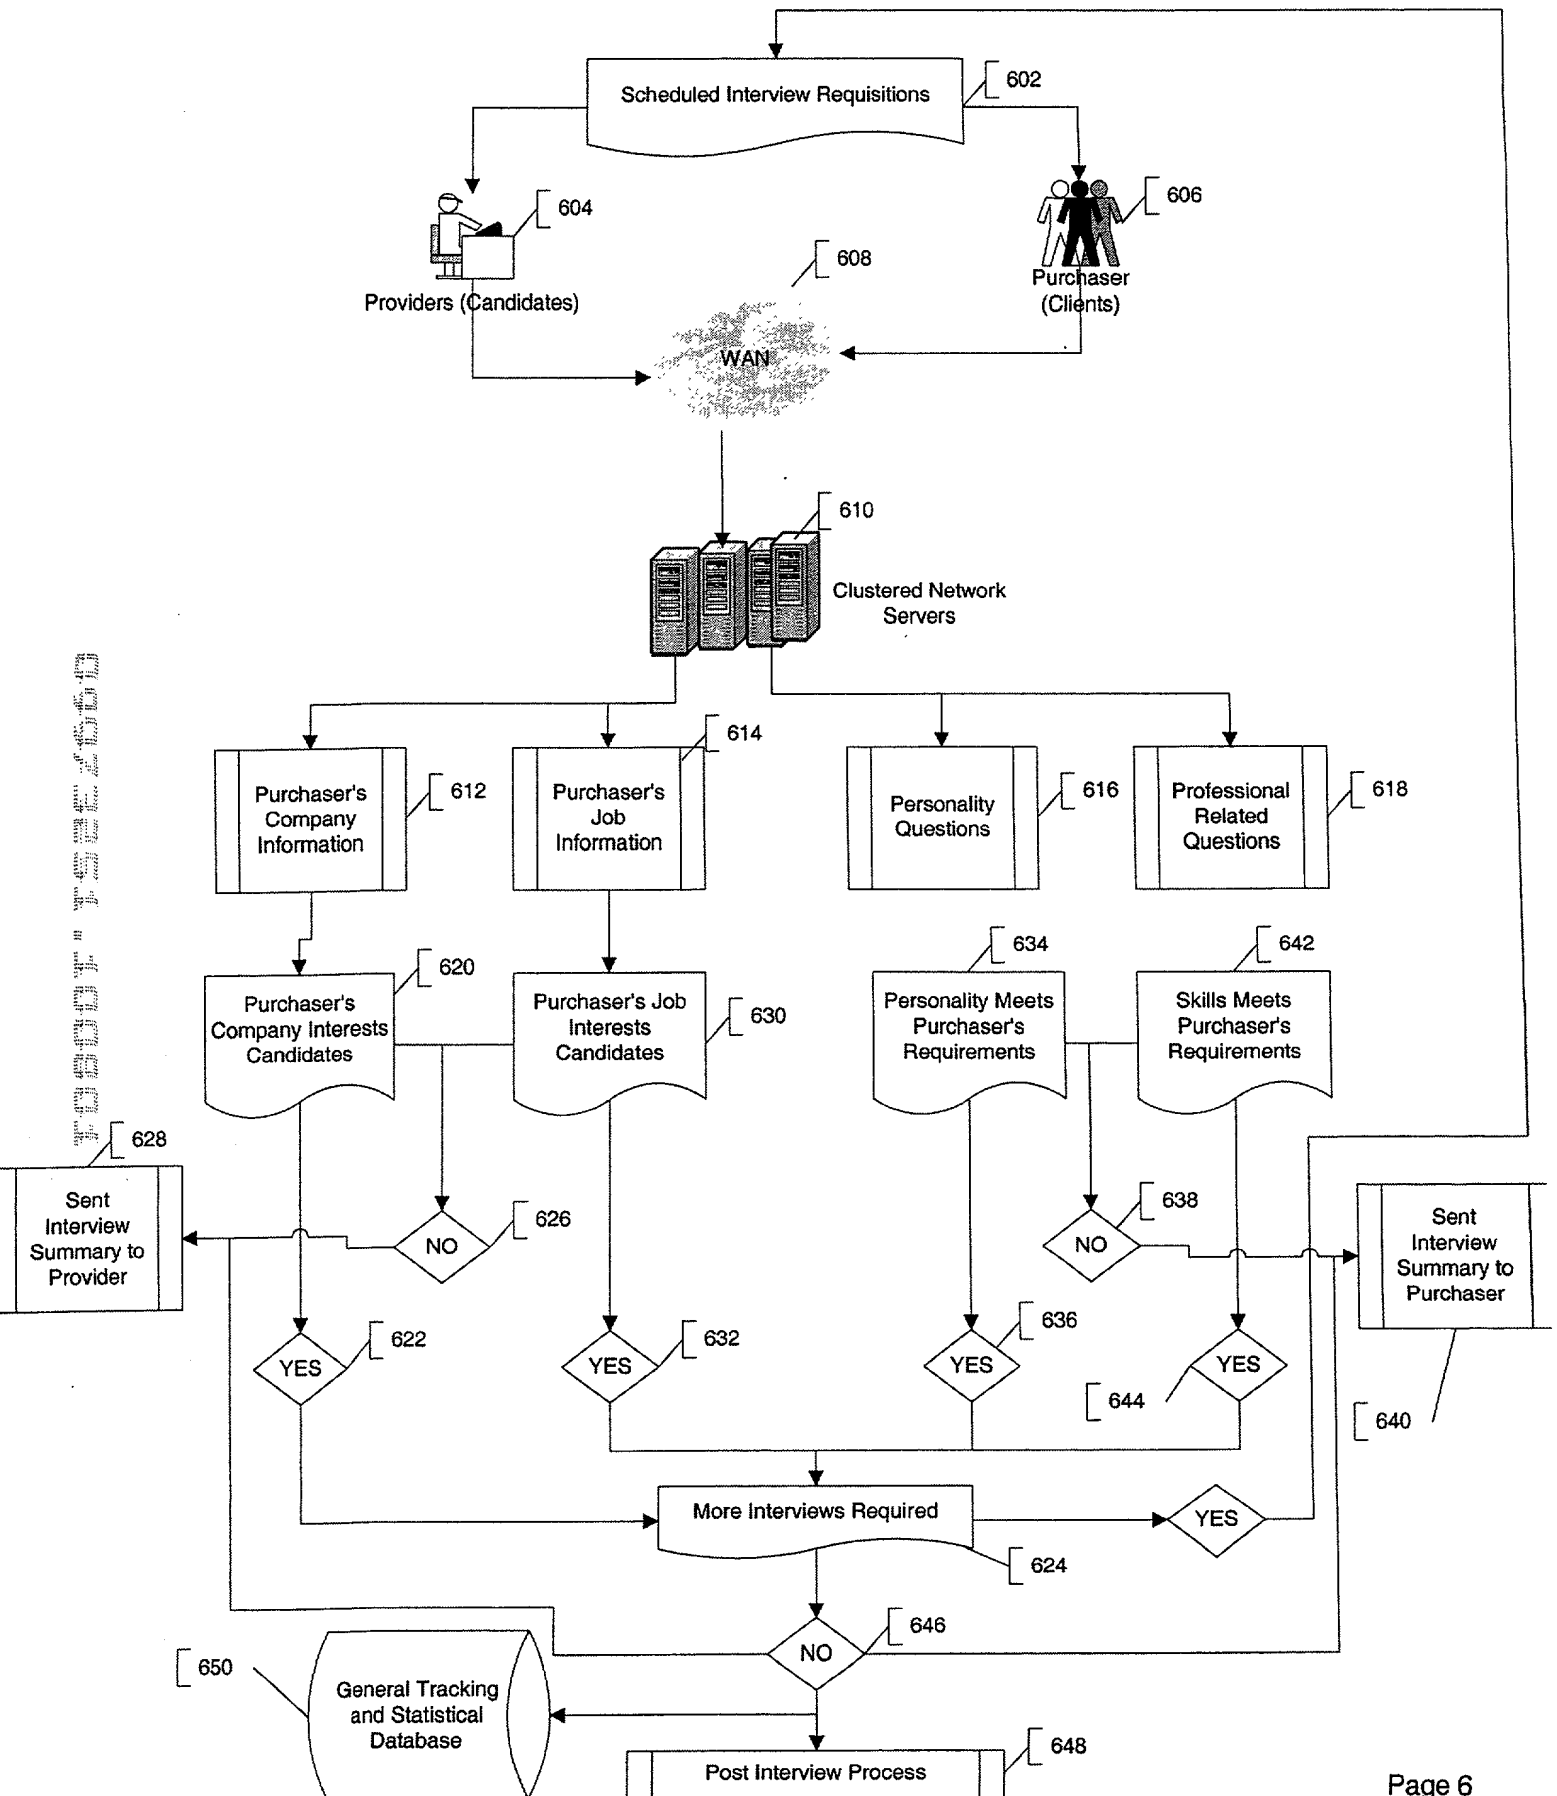 Scheduled Interview Requisitions
602
604
606
Providers (Candidates)
Purchaser
(Clients)
608
WAN
610
Clustered Network
Servers
Purchaser's
Company
Information
612
Purchaser's
Job
Information
614
Personality
Questions
616
Professional
Related
Questions
618
Purchaser's
Company Interests
Candidates
620
Purchaser's Job
Interests
Candidates
630
Personality Meets
Purchaser's
Requirements
634
Skills Meets
Purchaser's
Requirements
642
628
Sent
Interview
Summary to
Provider
NO
626
NO
638
Sent
Interview
Summary to
Purchaser
640
YES
622
YES
632
YES
636
YES
644
More Interviews Required
624
YES
NO
646
650
General Tracking
and Statistical
Database
648
Post Interview Process
Page 6